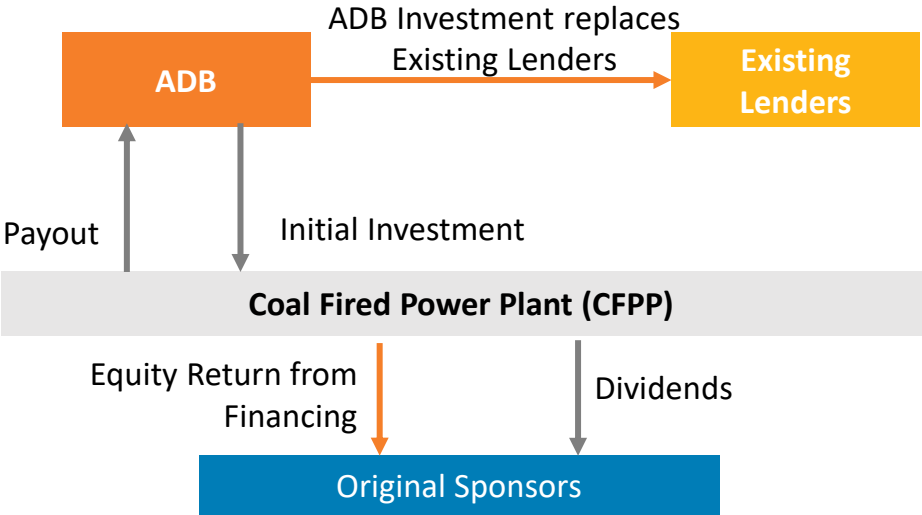 ADB Investment replaces
Existing Lenders
ADB
Existing
Lenders
Payout
Initial Investment
Coal Fired Power Plant (CFPP)
Equity Return from
Financing
Dividends
Original Sponsors